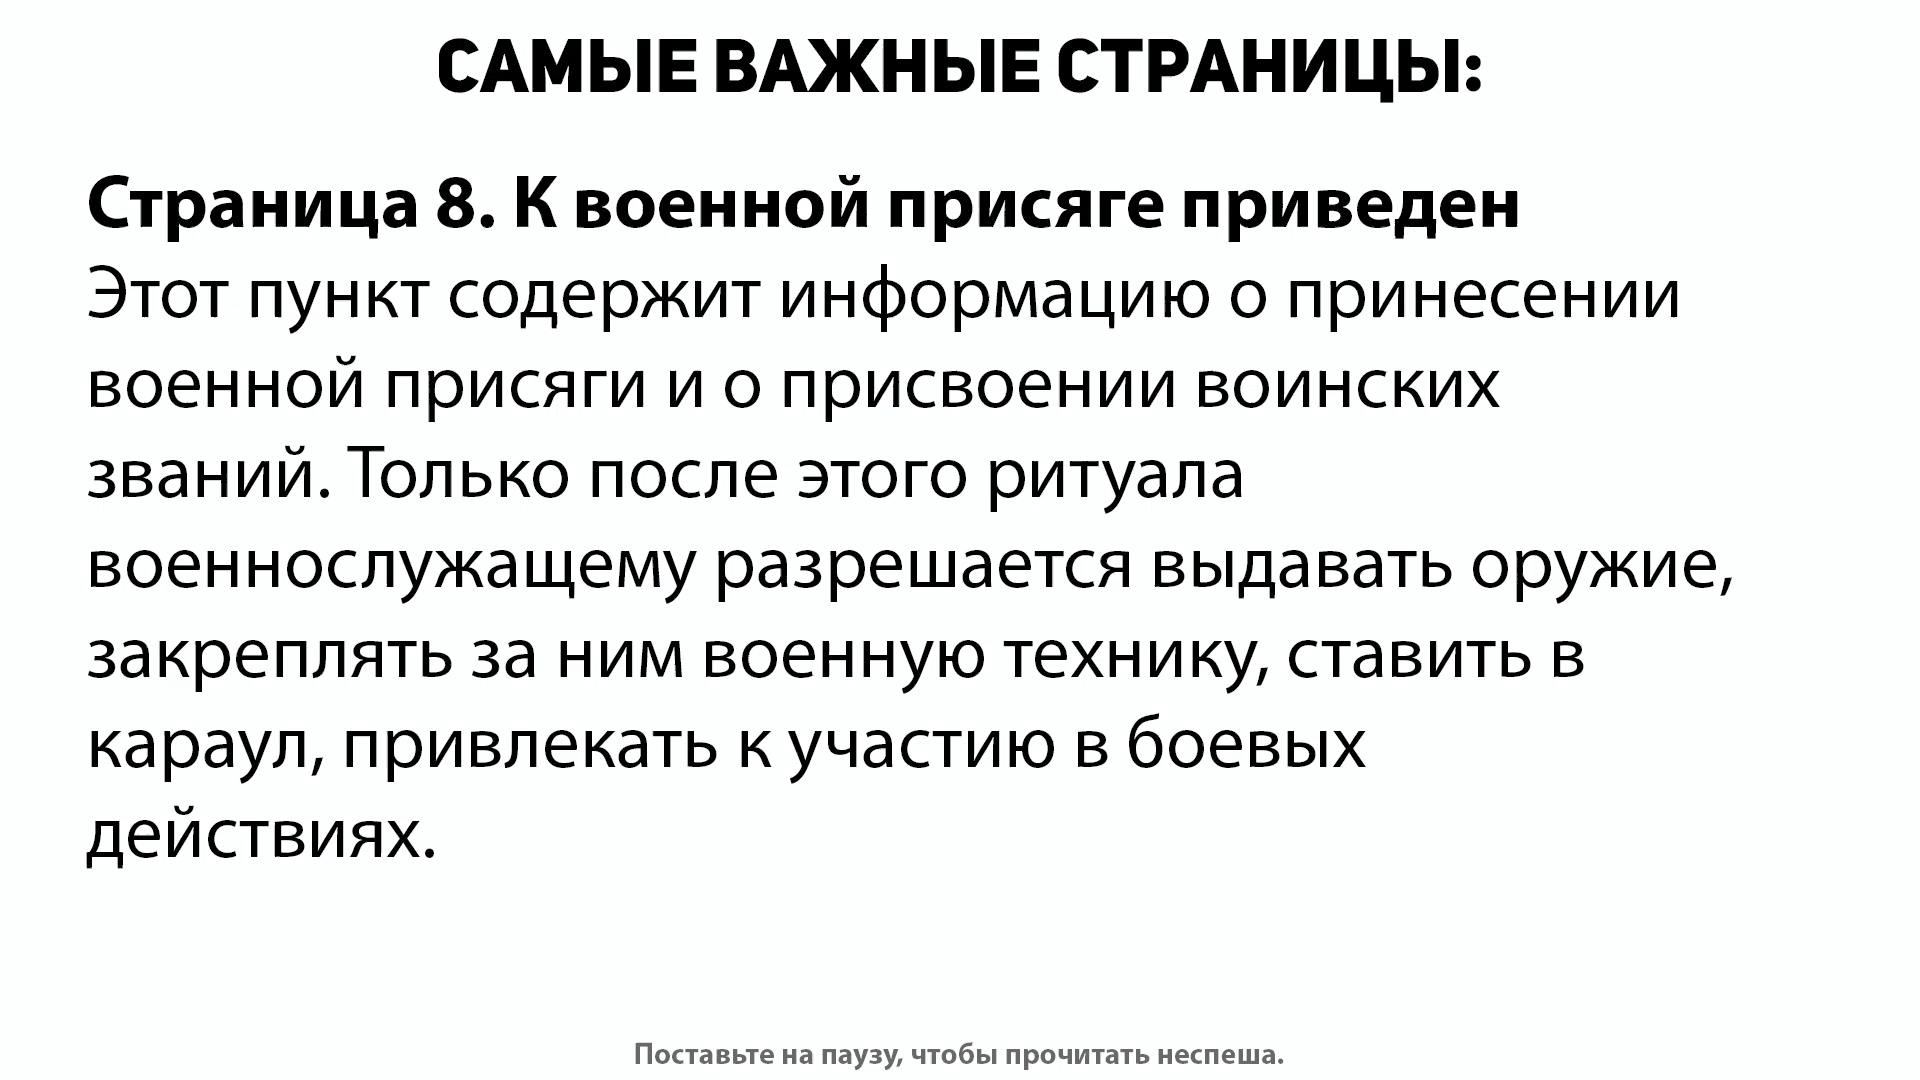 САМЫЕ ВАЖНЫЕ СТРАНИЦЫ:
Страница 8. К военной присяге приведен
Этот пункт содержит информацию о принесении
военной присяги и о присвоении воинских
званий. Только после этого ритуала
военнослужащему разрешается выдавать оружие,
закреплять за ним военную технику, ставить в
караул, привлекать к участию в боевых
действиях.
Поставьте на паузу, чтобы прочитать неспеша.